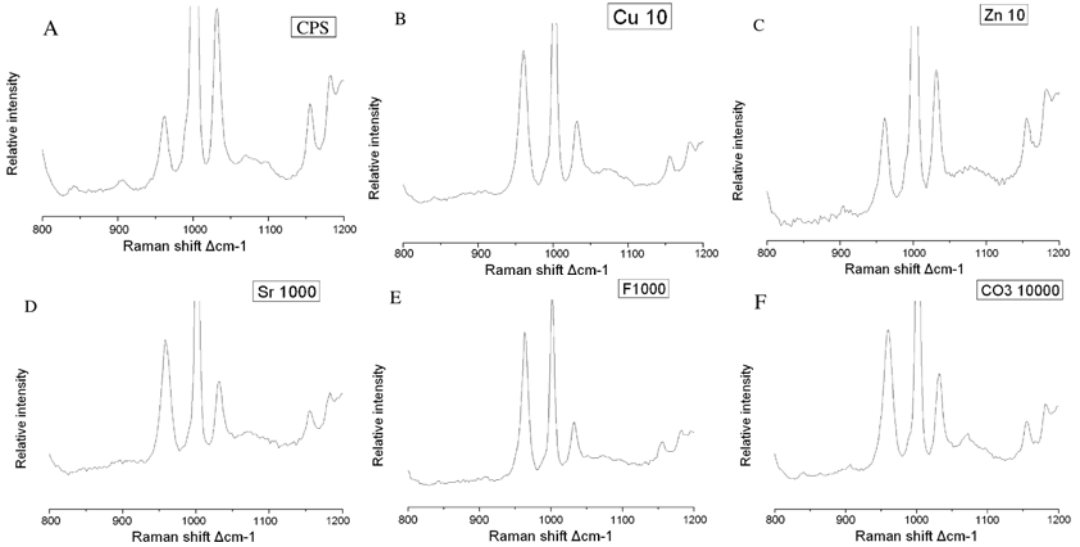 A
CPS
Relative intensity
800 900 1000 1100 1200
Raman shift Δcm-1
B
Cu 10
Relative intensity
800 900 1000 1100 1200
Raman shift Δcm-1
C
Zn 10
Relative intensity
800 900 1000 1100 1200
Raman shift Δcm-1
D
Sr 1000
Relative intensity
800 900 1000 1100 1200
Raman shift Δcm-1
E
F1000
Relative intensity
800 900 1000 1100 1200
Raman shift Δcm-1
F
CO3 10000
Relative intensity
800 900 1000 1100 1200
Raman shift Δcm-1